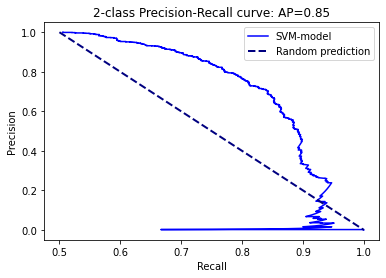 2-class Precision-Recall curve: AP=0.85
SVM-model
Random prediction
Precision
1.0
0.8
0.6
0.4
0.2
0.0
0.5
0.6
0.7
0.8
0.9
1.0
Recall